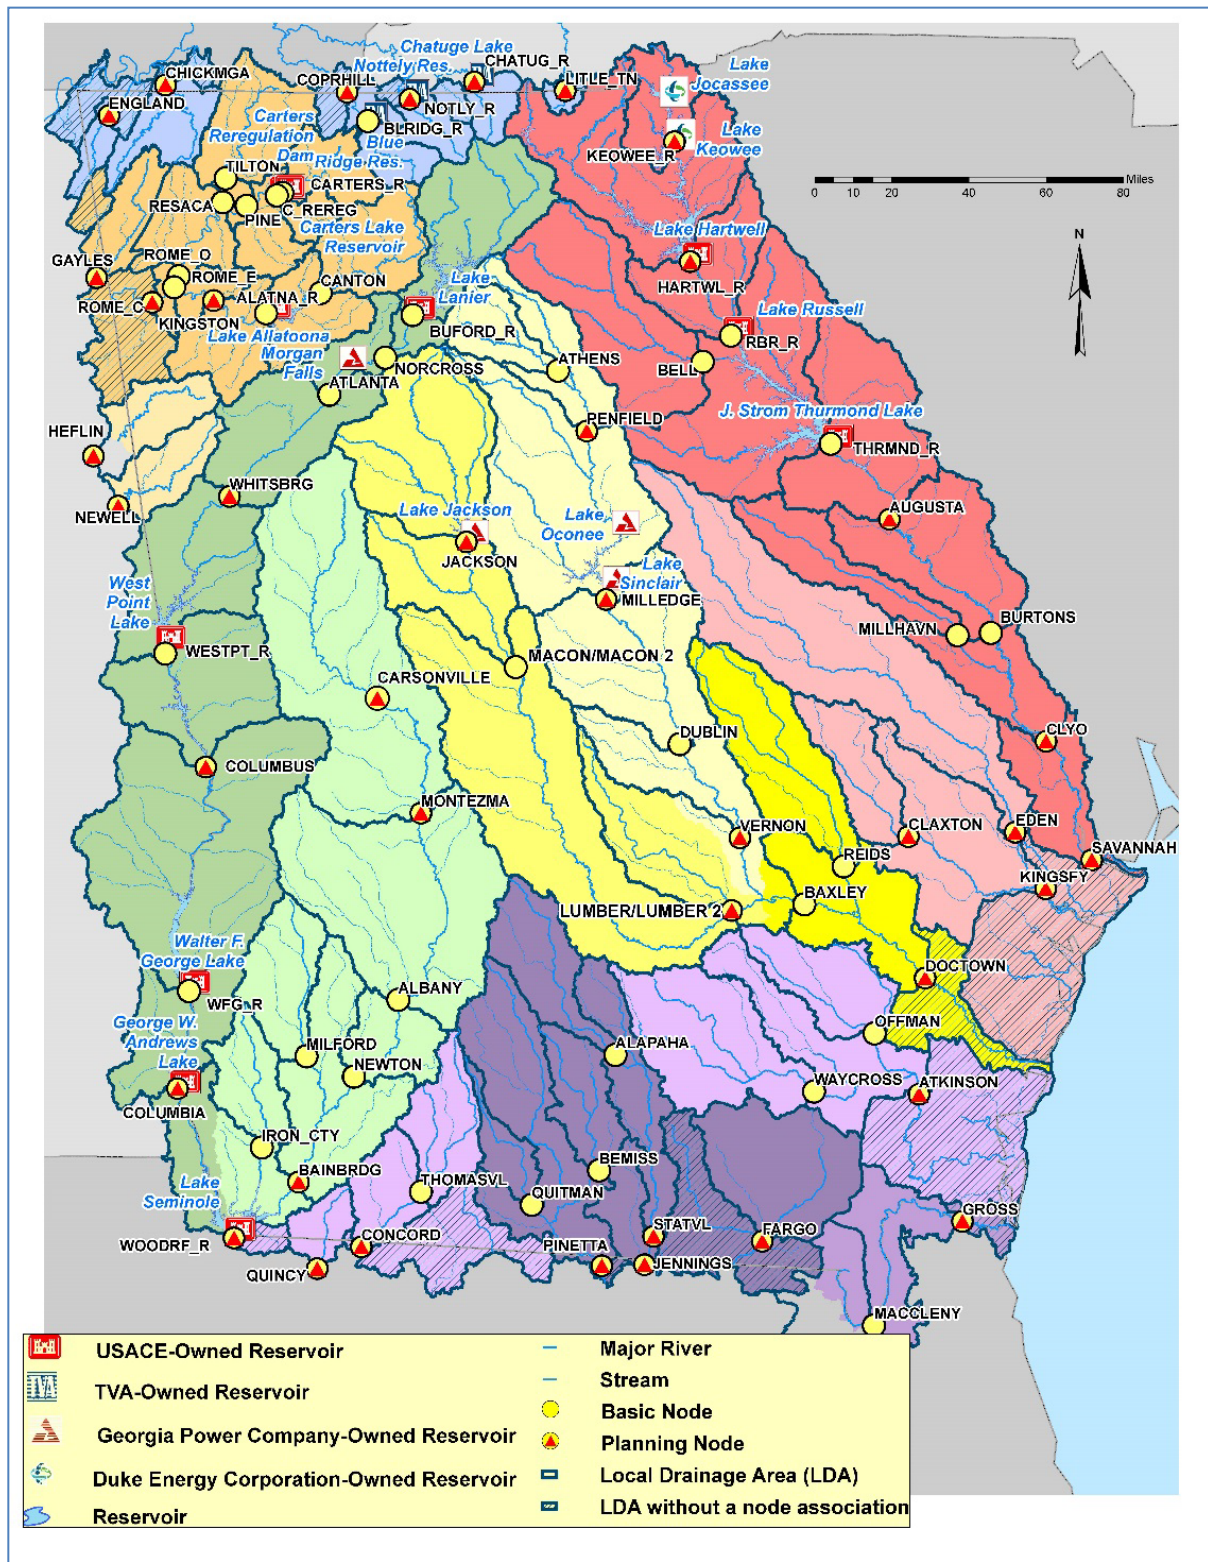 Chatuge Lake
Nottely Res.
CHATUG_R
CHICKMGA
COPRHILL
LITLE_TN
Lake
Jocassee
ENGLAND
NOTLY_R
Carters
Reregulation
Dam
BLRIDG_R
Blue
Ridge Res.
Lake
Keowee
KEOWEE_R
TILTON
CARTERS_R
RESACA
PINE
C_REREG
Carters Lake
Reservoir
0 10 20 40 60 80
Miles
N
Lake Hartwell
HARTWL_R
GAYLES
ROME_O
ROME_E
CANTON
ROME_C
ALATNA_R
KINGSTON
Lake
Lanier
BUFORD_R
Lake Russell
RBR_R
Lake Allatoona
Morgan
Falls
NORCROSS
ATHENS
BELL
ATLANTA
J. Strom Thurmond Lake
RENFIELD
THRMND_R
HEFLIN
WHITSBRG
NEWELL
Lake Jackson
JACKSON
Lake
Oconee
AUGUSTA
West
Point
Lake
Lake
Sinclair
MILLEDGE
WESTPT_R
MILLHAVN
BURTONS
MACON/MACON 2
CARSONVILLE
DUBLIN
CLYO
COLUMBUS
MONTEZMA
VERNON
CLAXTON
EDEN
SAVANNAH
REIDS
KINGSFY
BAXLEY
LUMBER/LUMBER 2
Walter F.
George Lake
WFG_R
DOCTOWN
ALBANY
OFFMAN
George W.
Andrews
Lake
MILFORD
ALAPAHA
NEWTON
WAYCROSS
ATKINSON
COLUMBIA
IRON_CTY
BAINBRDG
BEMISS
Lake
Seminole
THOMASVL
QUITMAN
GROSS
WOODRF_R
CONCORD
STATVL
FARGO
QUINCY
PINETTA
JENNINGS
MACCLENY
USACE-Owned Reservoir
TVA
TVA-Owned Reservoir
Georgia Power Company-Owned Reservoir
Duke Energy Corporation-Owned Reservoir
Reservoir
Major River
Stream
Basic Node
Planning Node
Local Drainage Area (LDA)
LDA without a node association